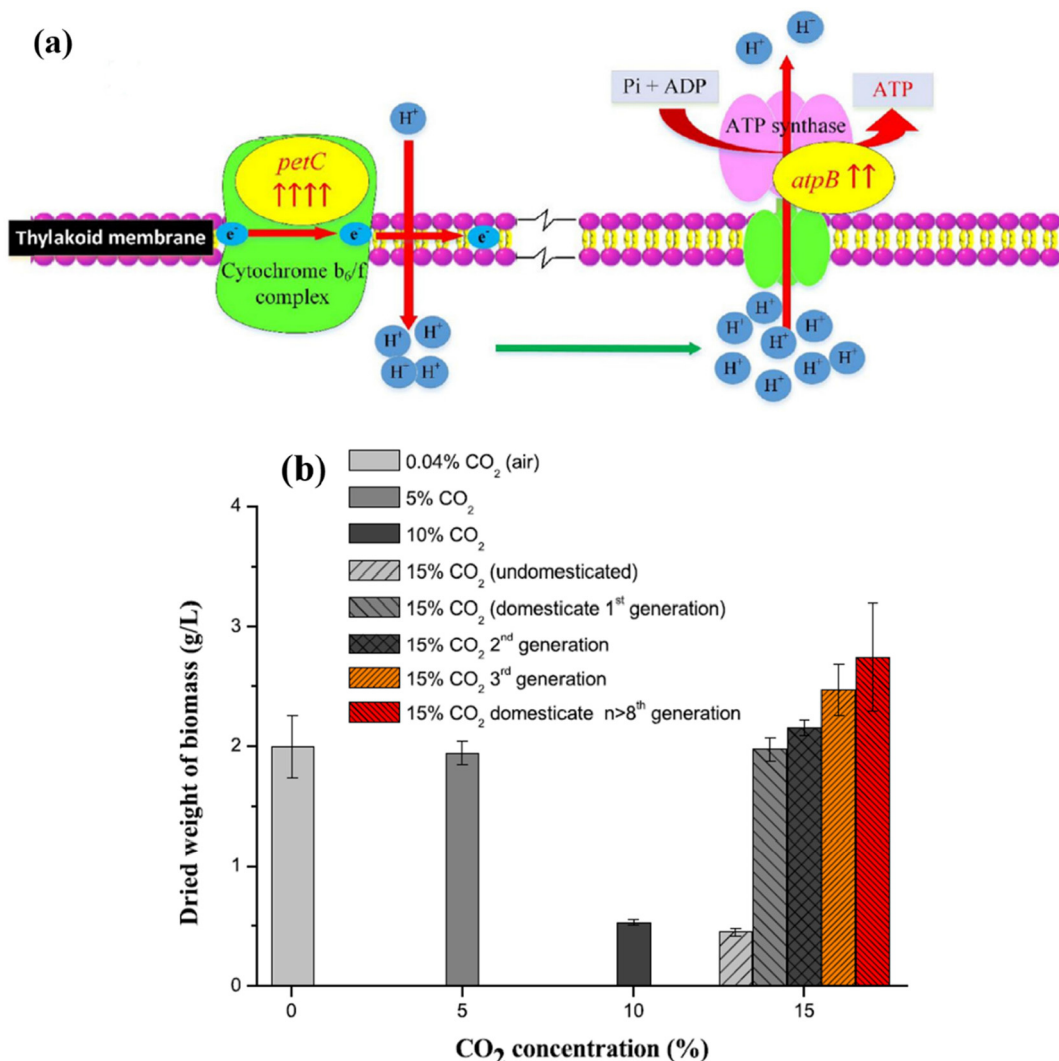 (a)
H⁺
H⁻
Pi + ADP
ATP
H⁺
ATP synthase
petC
↑↑↑↑
atpB ↑↑
Thylakoid membrane
e⁻
e⁻
e⁻
Cytochrome b₆/f
complex
H⁺
H⁺
H⁻
H⁺
H⁺
H⁺
H⁺
H⁺
H⁺
H⁺
H⁺
H⁺
(b)
0.04% CO₂ (air)
5% CO₂
10% CO₂
15% CO₂ (undomesticated)
15% CO₂ (domesticate 1ˢᵗ generation)
15% CO₂ 2ⁿᵈ generation
15% CO₂ 3ʳᵈ generation
15% CO₂ domesticate n>8ᵗʰ generation
Dried weight of biomass (g/L)
4
3
2
1
0
0
5
10
15
CO₂ concentration (%)